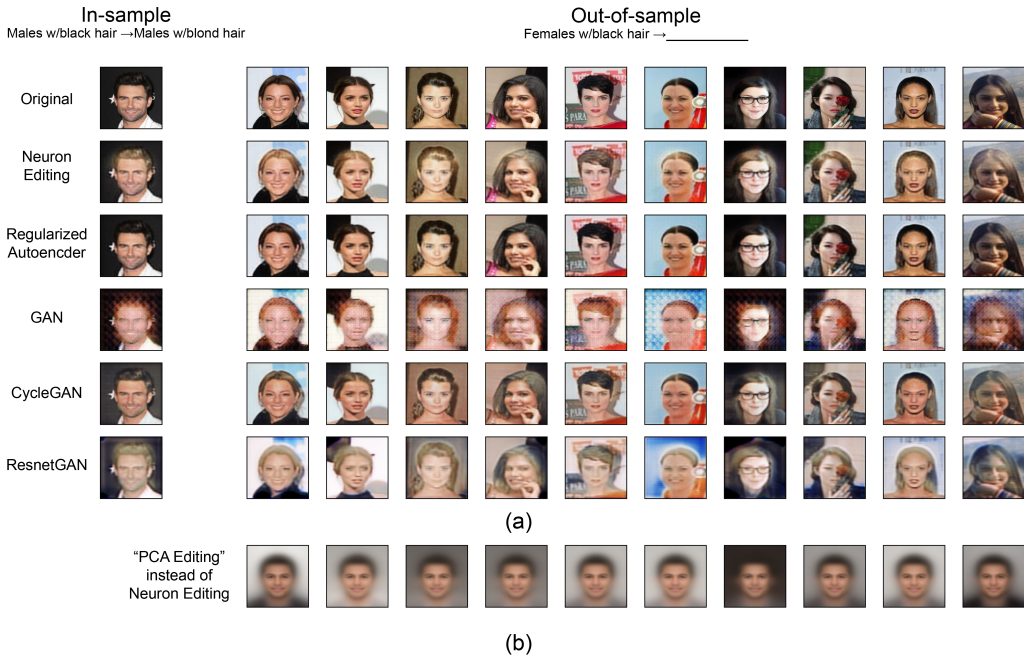 In-sample
Males w/black hair →Males w/blond hair
Out-of-sample
Females w/black hair →___________
Original
Neuron
Editing
Regularized
Autoencder
GAN
CycleGAN
ResnetGAN
(a)
“PCA Editing”
instead of
Neuron Editing
(b)